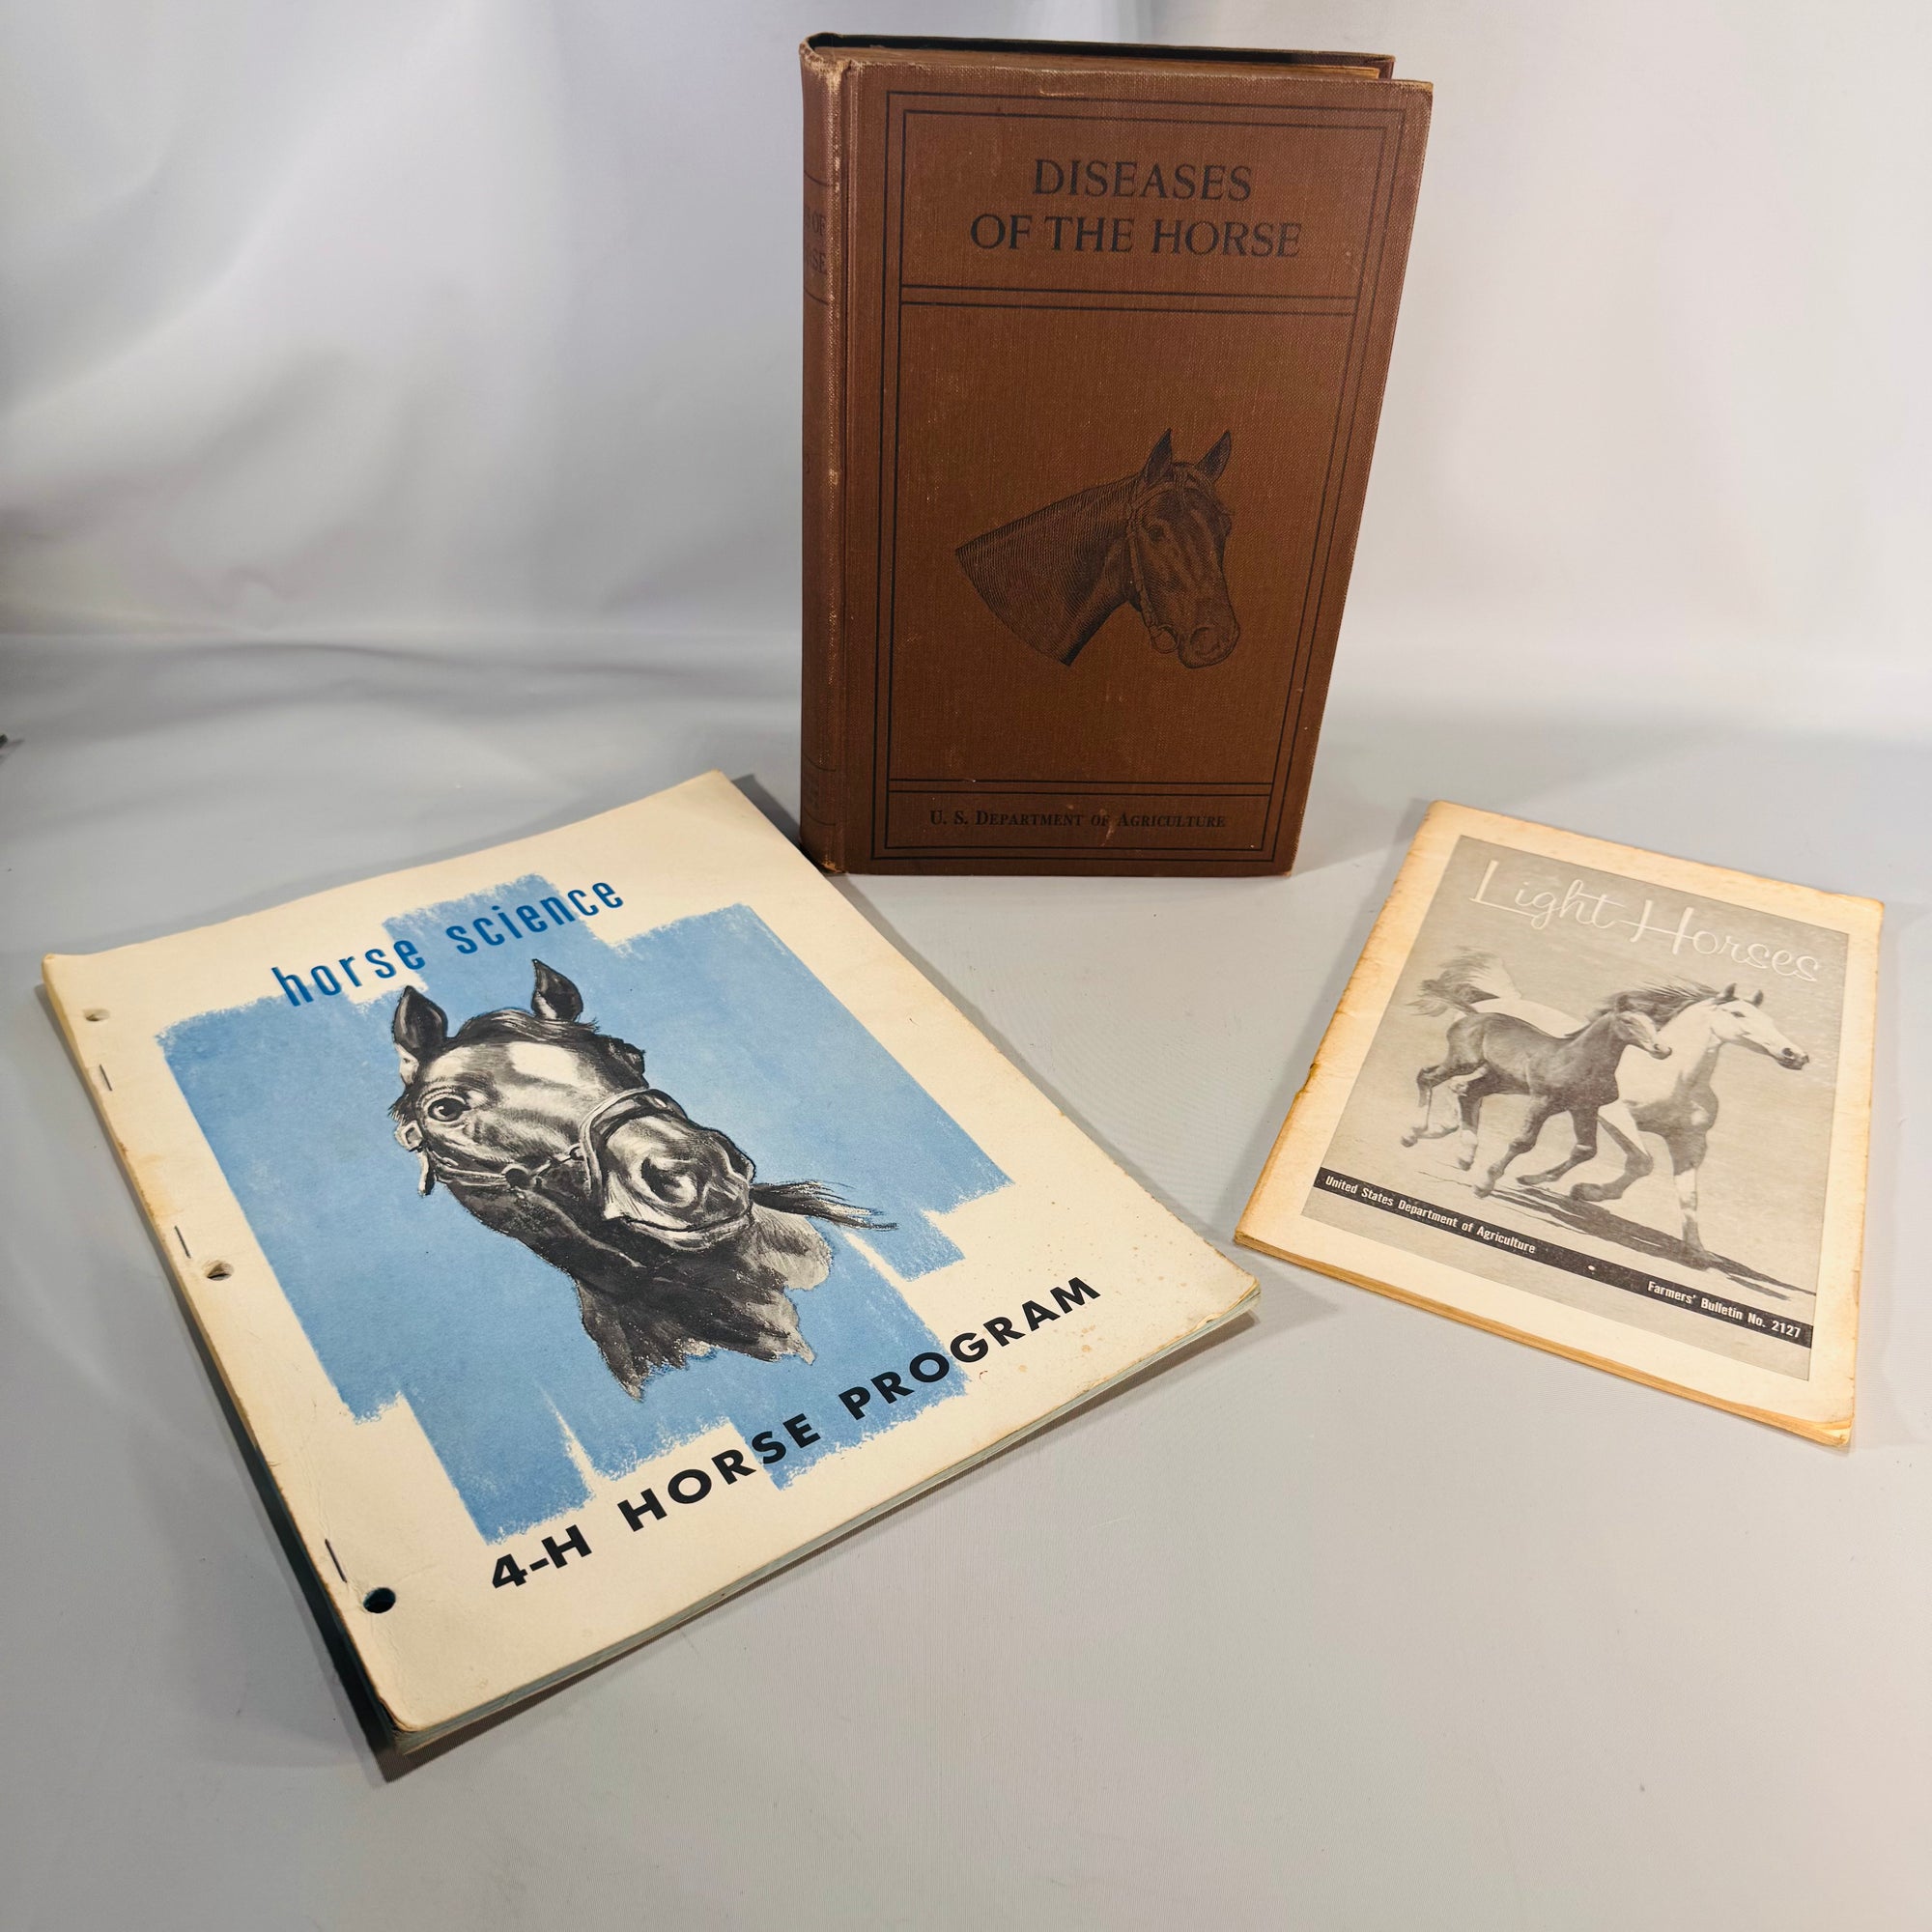 DISEASES
OF THE HORSE
U. S. DEPARTMENT OF AGRICULTURE
horse science
4-H HORSE PROGRAM
Light Horses
United States Department of Agriculture • Farmers' Bulletin No. 2127